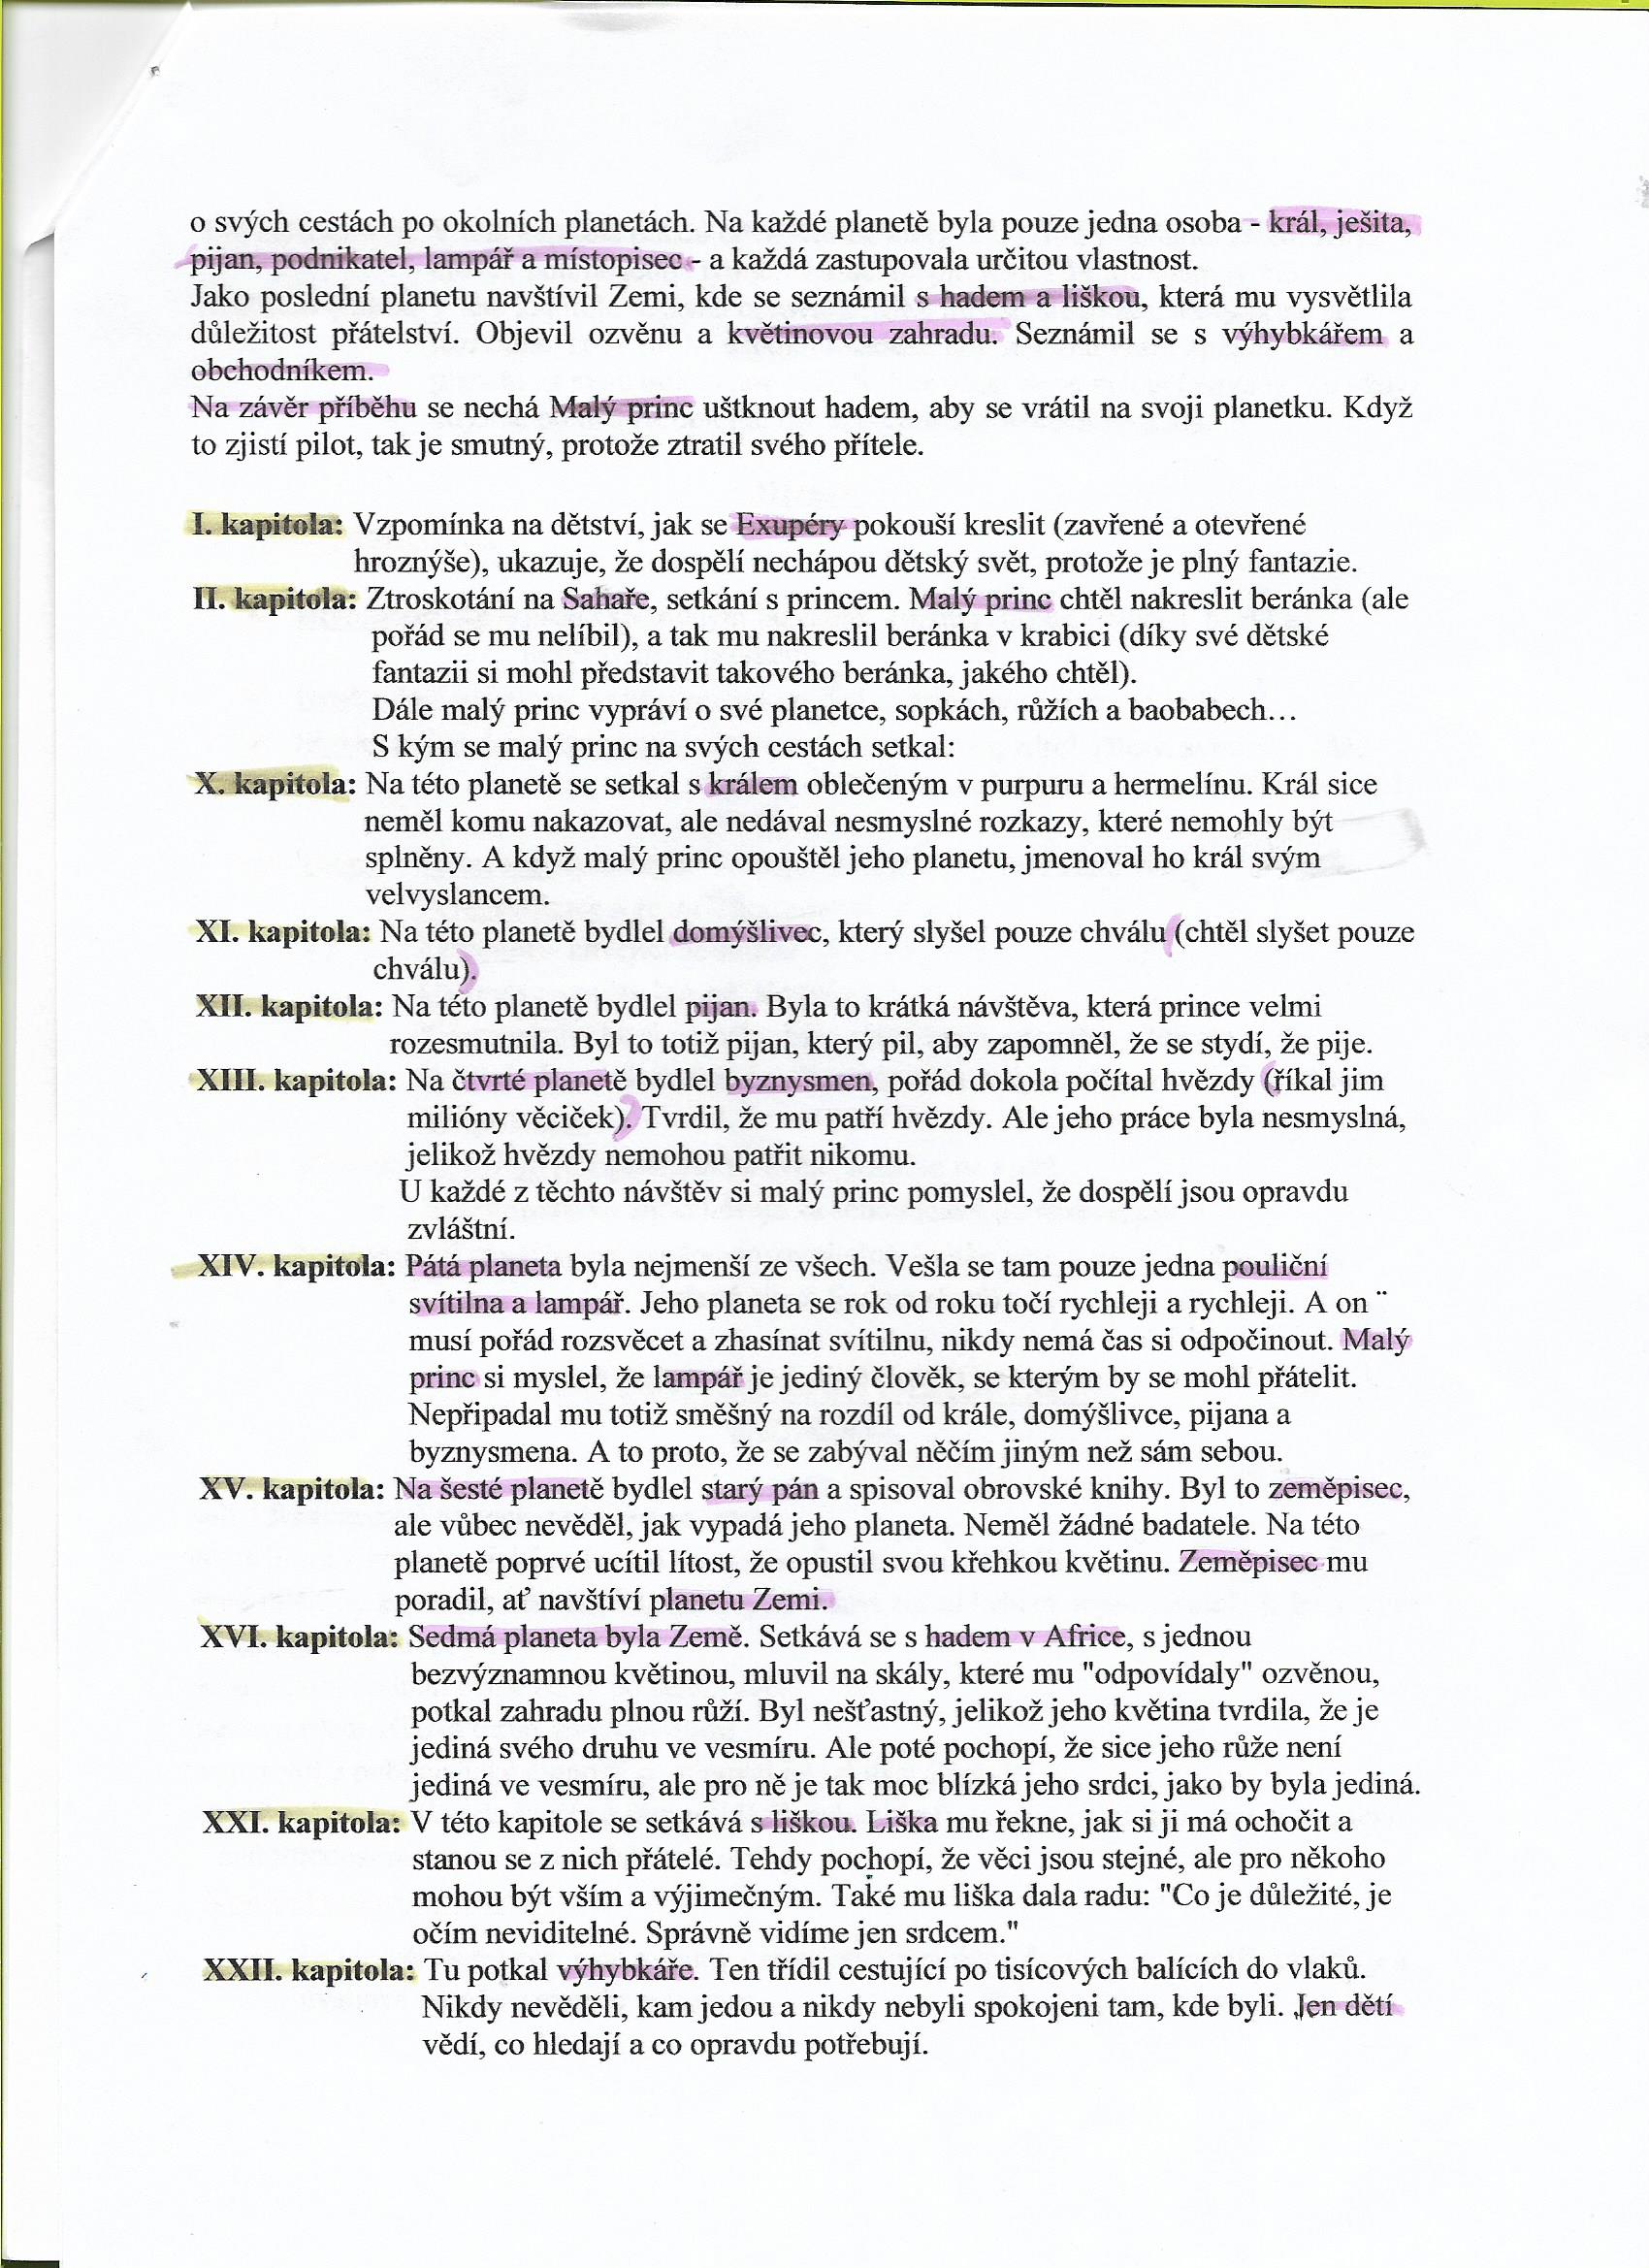 o svých cestách po okolních planetách. Na každé planetě byla pouze jedna osoba - král, ješita,
pijan, podnikatel, lampář a místopisec - a každá zastupovala určitou vlastnost.
Jako poslední planetu navštívil Zemi, kde se seznámil s hadem a liškou, která mu vysvětlila
důležitost přátelství. Objevil ozvěnu a květinovou zahradu. Seznámil se s výhybkářem a
obchodníkem.
Na závěr příběhu se nechá Malý princ uštknout hadem, aby se vrátil na svoji planetku. Když
to zjistí pilot, tak je smutný, protože ztratil svého přítele.
I. kapitola: Vzpomínka na dětství, jak se Exupéry pokouší kreslit (zavřené a otevřené
hroznýše), ukazuje, že dospělí nechápou dětský svět, protože je plný fantazie.
II. kapitola: Ztroskotání na Sahaře, setkání s princem. Malý princ chtěl nakreslit beránka (ale
pořád se mu nelíbil), a tak mu nakreslil beránka v krabici (díky své dětské
fantazii si mohl představit takového beránka, jakého chtěl).
Dále malý princ vypráví o své planetce, sopkách, růžích a baobabech…
S kým se malý princ na svých cestách setkal:
X. kapitola: Na této planetě se setkal s králem oblečeným v purpuru a hermelínu. Král sice
neměl komu nakazovat, ale nedával nesmyslné rozkazy, které nemohly být
splněny. A když malý princ opouštěl jeho planetu, jmenoval ho král svým
velvyslancem.
XI. kapitola: Na této planetě bydlel domýšlivec, který slyšel pouze chválu (chtěl slyšet pouze
chválu).
XII. kapitola: Na této planetě bydlel pijan. Byla to krátká návštěva, která prince velmi
rozesmutnila. Byl to totiž pijan, který pil, aby zapomněl, že se stydí, že pije.
XIII. kapitola: Na čtvrté planetě bydlel byznysmen, pořád dokola počítal hvězdy (říkal jim
milióny věciček). Tvrdil, že mu patří hvězdy. Ale jeho práce byla nesmyslná,
jelikož hvězdy nemohou patřit nikomu.
U každé z těchto návštěv si malý princ pomyslel, že dospělí jsou opravdu
zvláštní.
XIV. kapitola: Pátá planeta byla nejmenší ze všech. Vešla se tam pouze jedna pouliční
svítilna a lampář. Jeho planeta se rok od roku točí rychleji a rychleji. A on ¨
musí pořád rozsvěcet a zhasínat svítilnu, nikdy nemá čas si odpočinout. Malý
princ si myslel, že lampář je jediný člověk, se kterým by se mohl přátelit.
Nepřipadal mu totiž směšný na rozdíl od krále, domýšlivce, pijana a
byznysmena. A to proto, že se zabýval něčím jiným než sám sebou.
XV. kapitola: Na šesté planetě bydlel starý pán a spisoval obrovské knihy. Byl to zeměpisec,
ale vůbec nevěděl, jak vypadá jeho planeta. Neměl žádné badatele. Na této
planetě poprvé ucítil lítost, že opustil svou křehkou květinu. Zeměpisec mu
poradil, ať navštíví planetu Zemi.
XVI. kapitola: Sedmá planeta byla Země. Setkává se s hadem v Africe, s jednou
bezvýznamnou květinou, mluvil na skály, které mu "odpovídaly" ozvěnou,
potkal zahradu plnou růží. Byl nešťastný, jelikož jeho květina tvrdila, že je
jediná svého druhu ve vesmíru. Ale poté pochopí, že sice jeho růže není
jediná ve vesmíru, ale pro ně je tak moc blízká jeho srdci, jako by byla jediná.
XXI. kapitola: V této kapitole se setkává s liškou. Liška mu řekne, jak si ji má ochočit a
stanou se z nich přátelé. Tehdy pochopí, že věci jsou stejné, ale pro někoho
mohou být vším a výjimečným. Také mu liška dala radu: "Co je důležité, je
očím neviditelné. Správně vidíme jen srdcem."
XXII. kapitola: Tu potkal výhybkáře. Ten třídil cestující po tisícových balících do vlaků.
Nikdy nevěděli, kam jedou a nikdy nebyli spokojeni tam, kde byli. Jen dětí
vědí, co hledají a co opravdu potřebují.